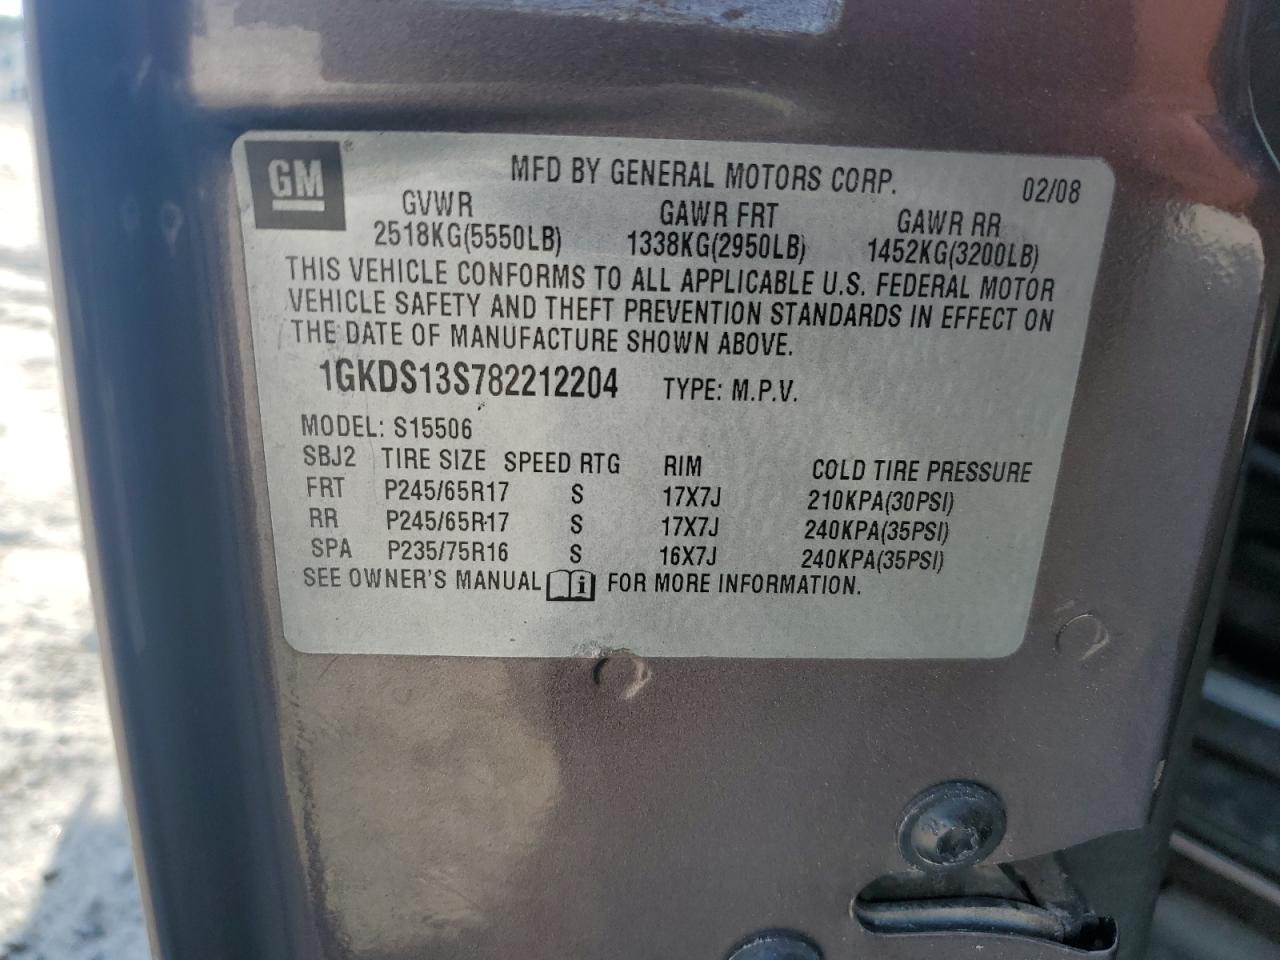 GM ® MFD BY GENERAL MOTORS CORP. 02/08
GVWR GAWR FRT GAWR RR
2518KG(5550LB) 1338KG(2950LB) 1452KG(3200LB)
THIS VEHICLE CONFORMS TO ALL APPLICABLE U.S. FEDERAL MOTOR
VEHICLE SAFETY AND THEFT PREVENTION STANDARDS IN EFFECT ON
THE DATE OF MANUFACTURE SHOWN ABOVE.
1GKDS13S782212204 TYPE: M.P.V.
MODEL: S15506
SBJ2 TIRE SIZE SPEED RTG RIM COLD TIRE PRESSURE
FRT P245/65R17 S 17X7J 210KPA(30PSI)
RR P245/65R17 S 17X7J 240KPA(35PSI)
SPA P235/75R16 S 16X7J 240KPA(35PSI)
SEE OWNER'S MANUAL i FOR MORE INFORMATION.